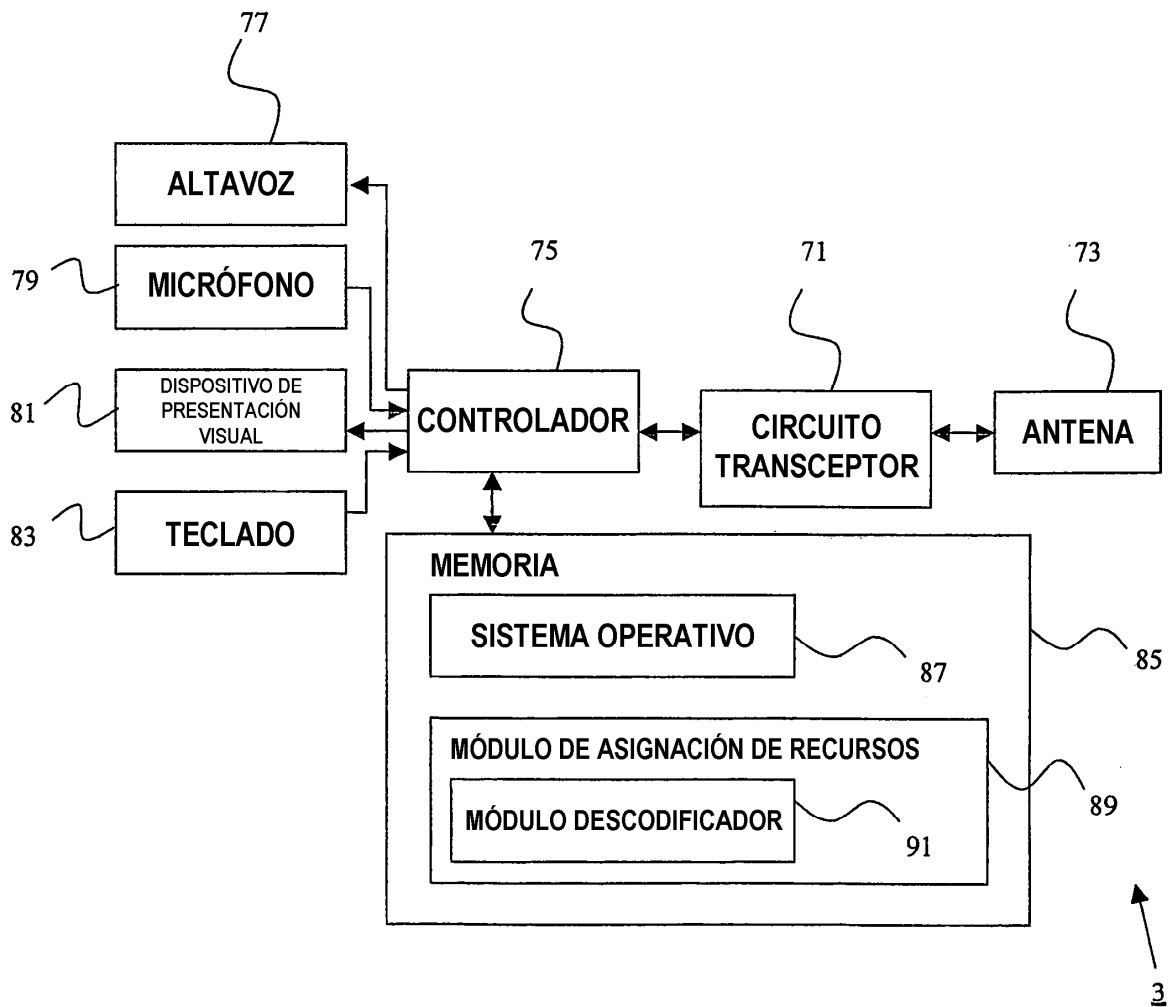 77
ALTAVOZ
79
MICRÓFONO
75
71
73
81
DISPOSITIVO DE
PRESENTACIÓN
VISUAL
CONTROLADOR
CIRCUITO
TRANSCEPTOR
ANTENA
83
TECLADO
MEMORIA
SISTEMA OPERATIVO
87
85
MÓDULO DE ASIGNACIÓN DE RECURSOS
MÓDULO DESCODIFICADOR
91
89
3